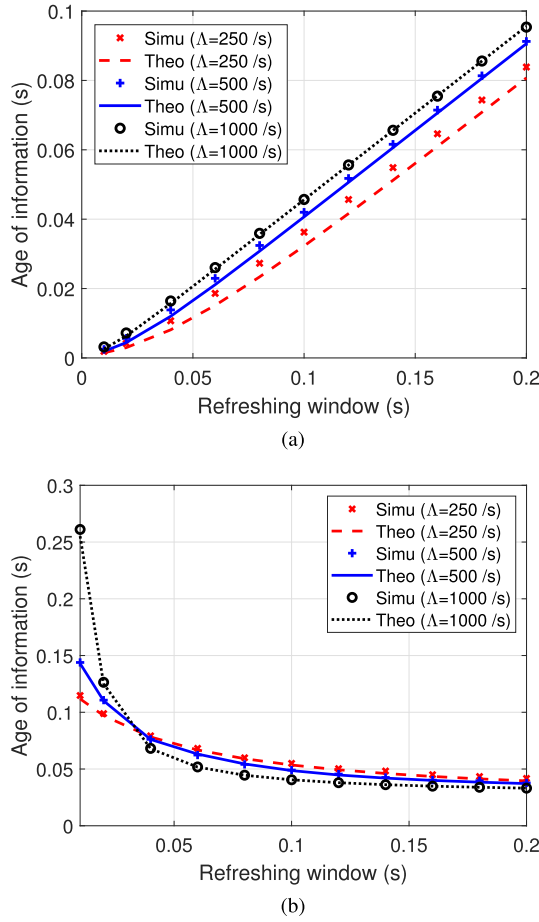 0.1
0.08
0.06
0.04
0.02
0
Age of information (s)
Simu (Λ=250 /s)
Theo (Λ=250 /s)
Simu (Λ=500 /s)
Theo (Λ=500 /s)
Simu (Λ=1000 /s)
Theo (Λ=1000 /s)
0 0.05 0.1 0.15 0.2
Refreshing window (s)
(a)
0.3
0.25
0.2
0.15
0.1
0.05
0
Age of information (s)
Simu (Λ=250 /s)
Theo (Λ=250 /s)
Simu (Λ=500 /s)
Theo (Λ=500 /s)
Simu (Λ=1000 /s)
Theo (Λ=1000 /s)
0.05 0.1 0.15 0.2
Refreshing window (s)
(b)